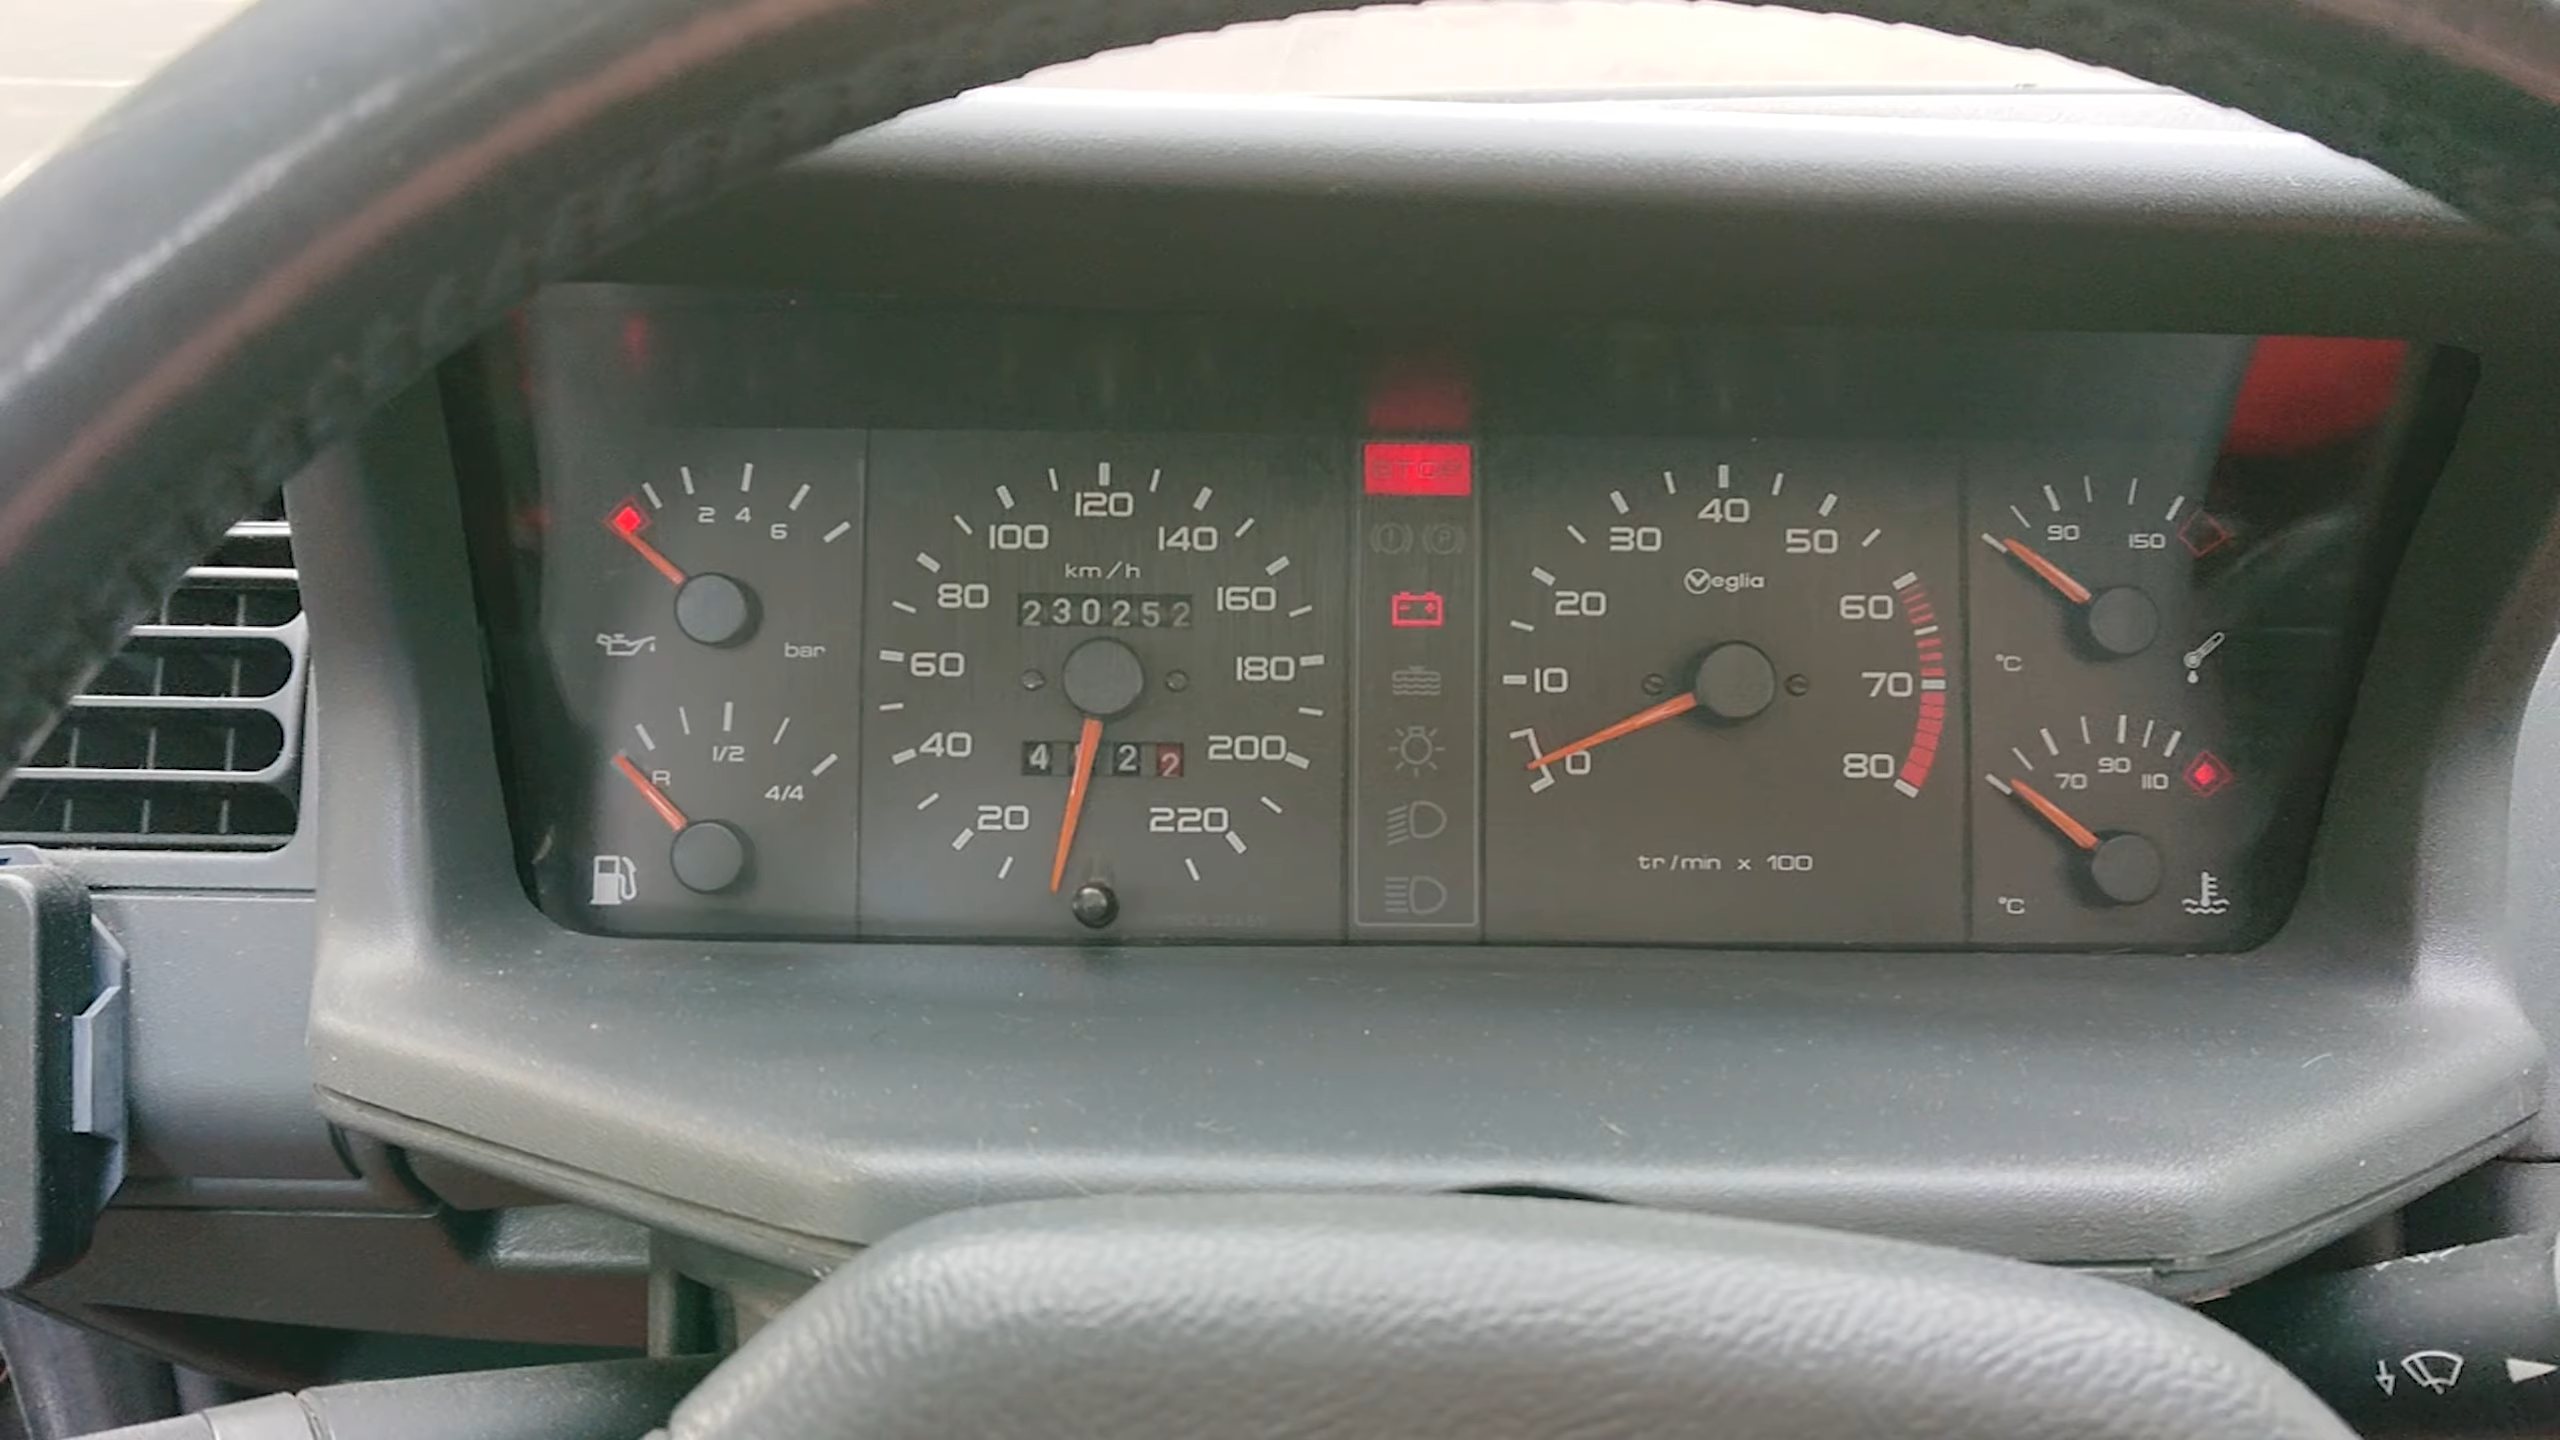 2 4 6
bar
R 1/2 4/4
20 40 60 80 100 120 140 160 180 200 220
km/h
230252
4 2 2
STOP
P
0 10 20 30 40 50 60 70 80
Veglia
tr/min x 100
90 150
°C
70 90 110
°C